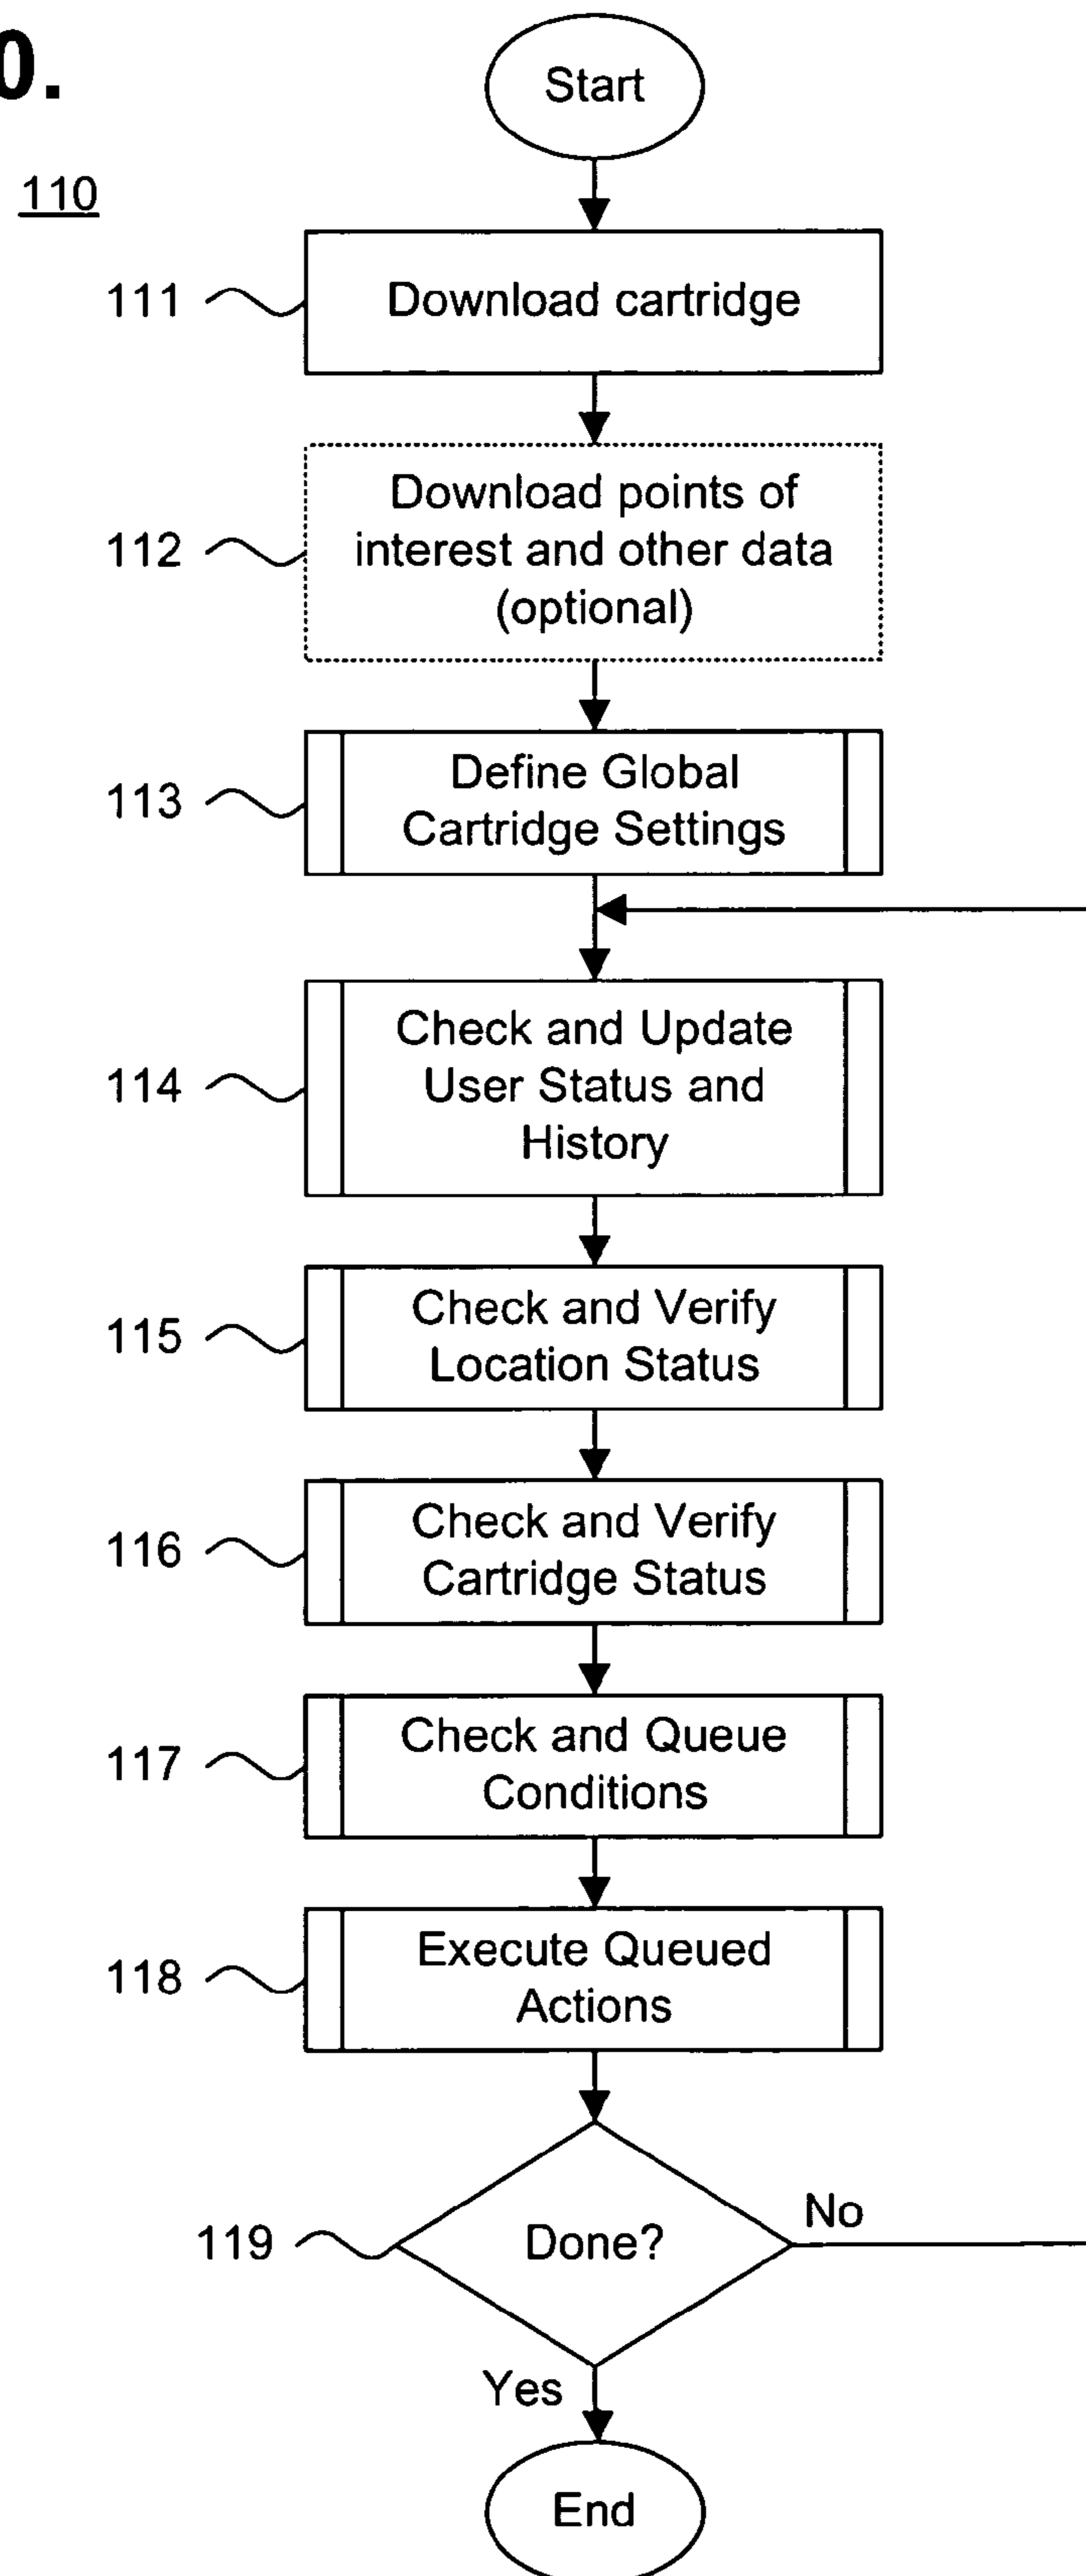 0.
Start
110
111
Download cartridge
112
Download points of
interest and other data
(optional)
113
Define Global
Cartridge Settings
114
Check and Update
User Status and
History
115
Check and Verify
Location Status
116
Check and Verify
Cartridge Status
117
Check and Queue
Conditions
118
Execute Queued
Actions
119
Done?
No
Yes
End